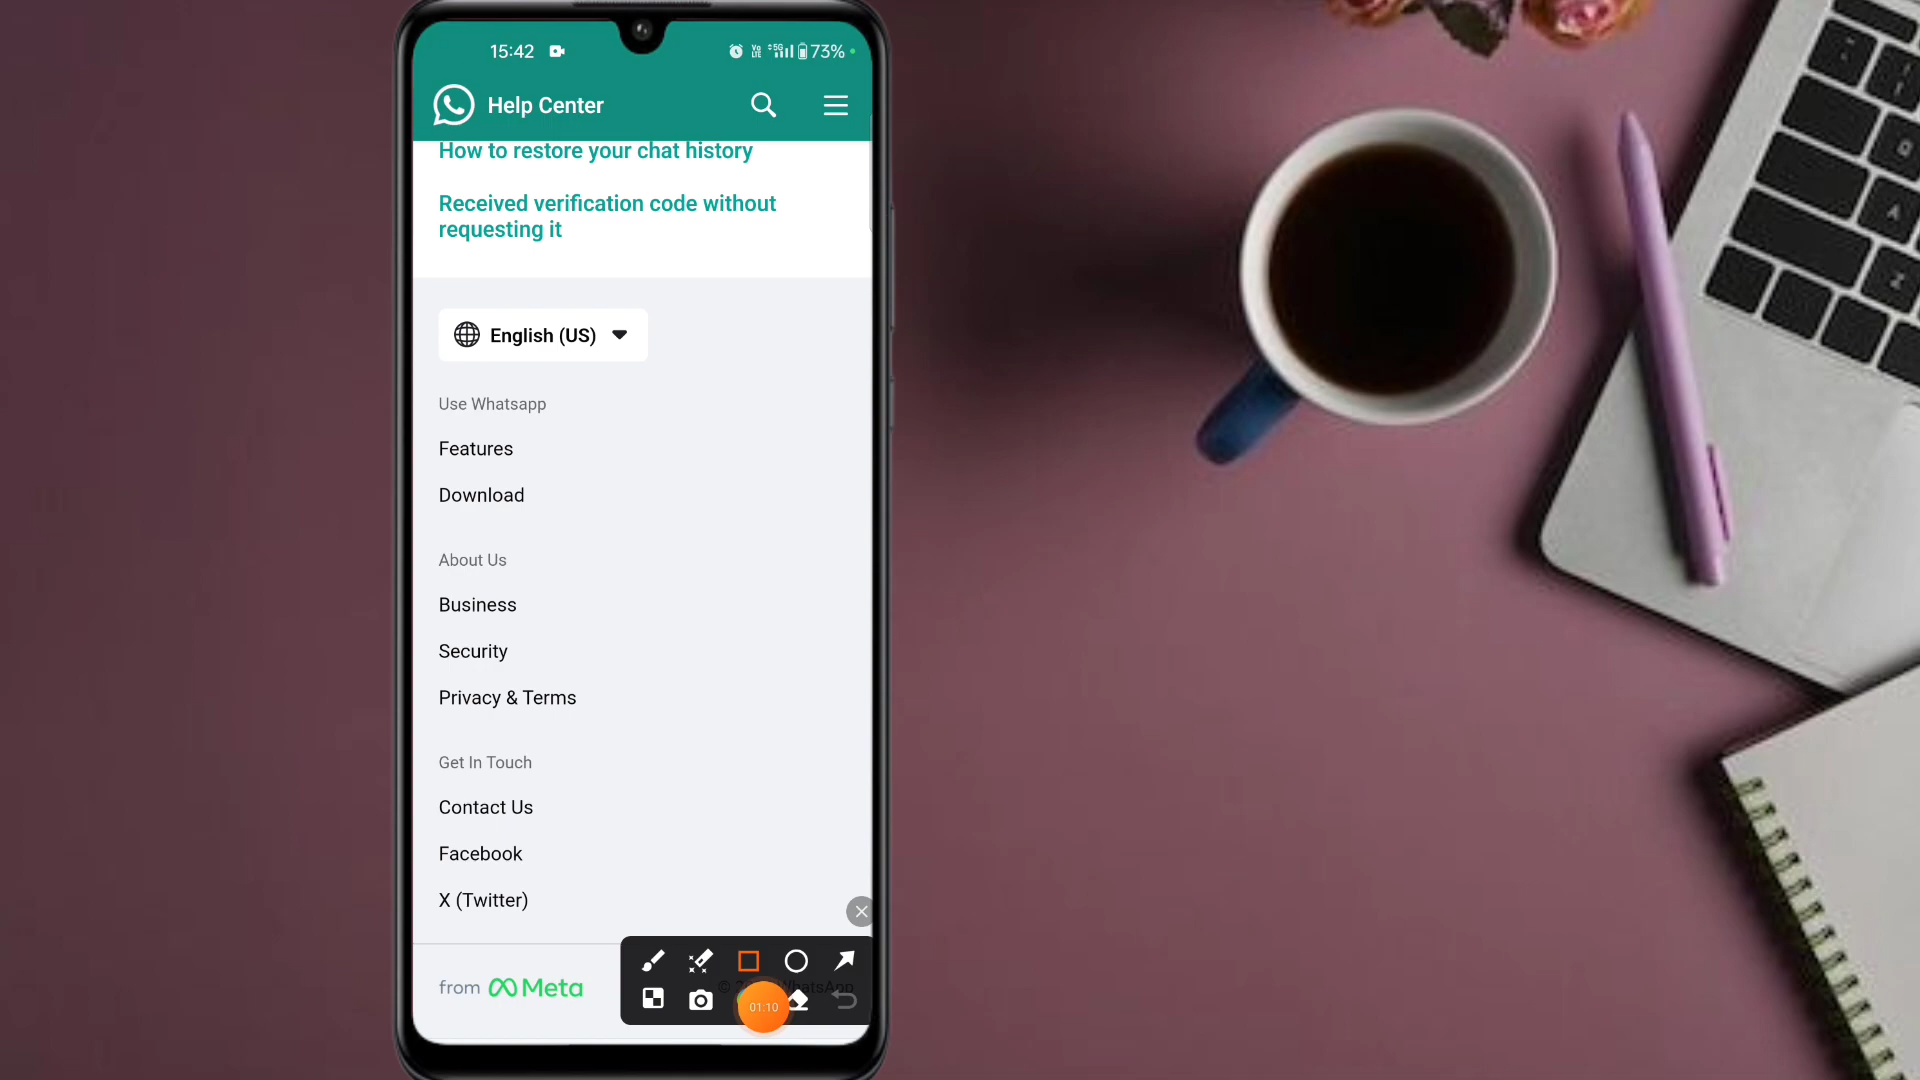 15:42
73%
Help Center
How to restore your chat history
Received verification code without
requesting it
English (US)
Use Whatsapp
Features
Download
About Us
Business
Security
Privacy & Terms
Get In Touch
Contact Us
Facebook
X (Twitter)
from Meta
WhatsApp
01:10